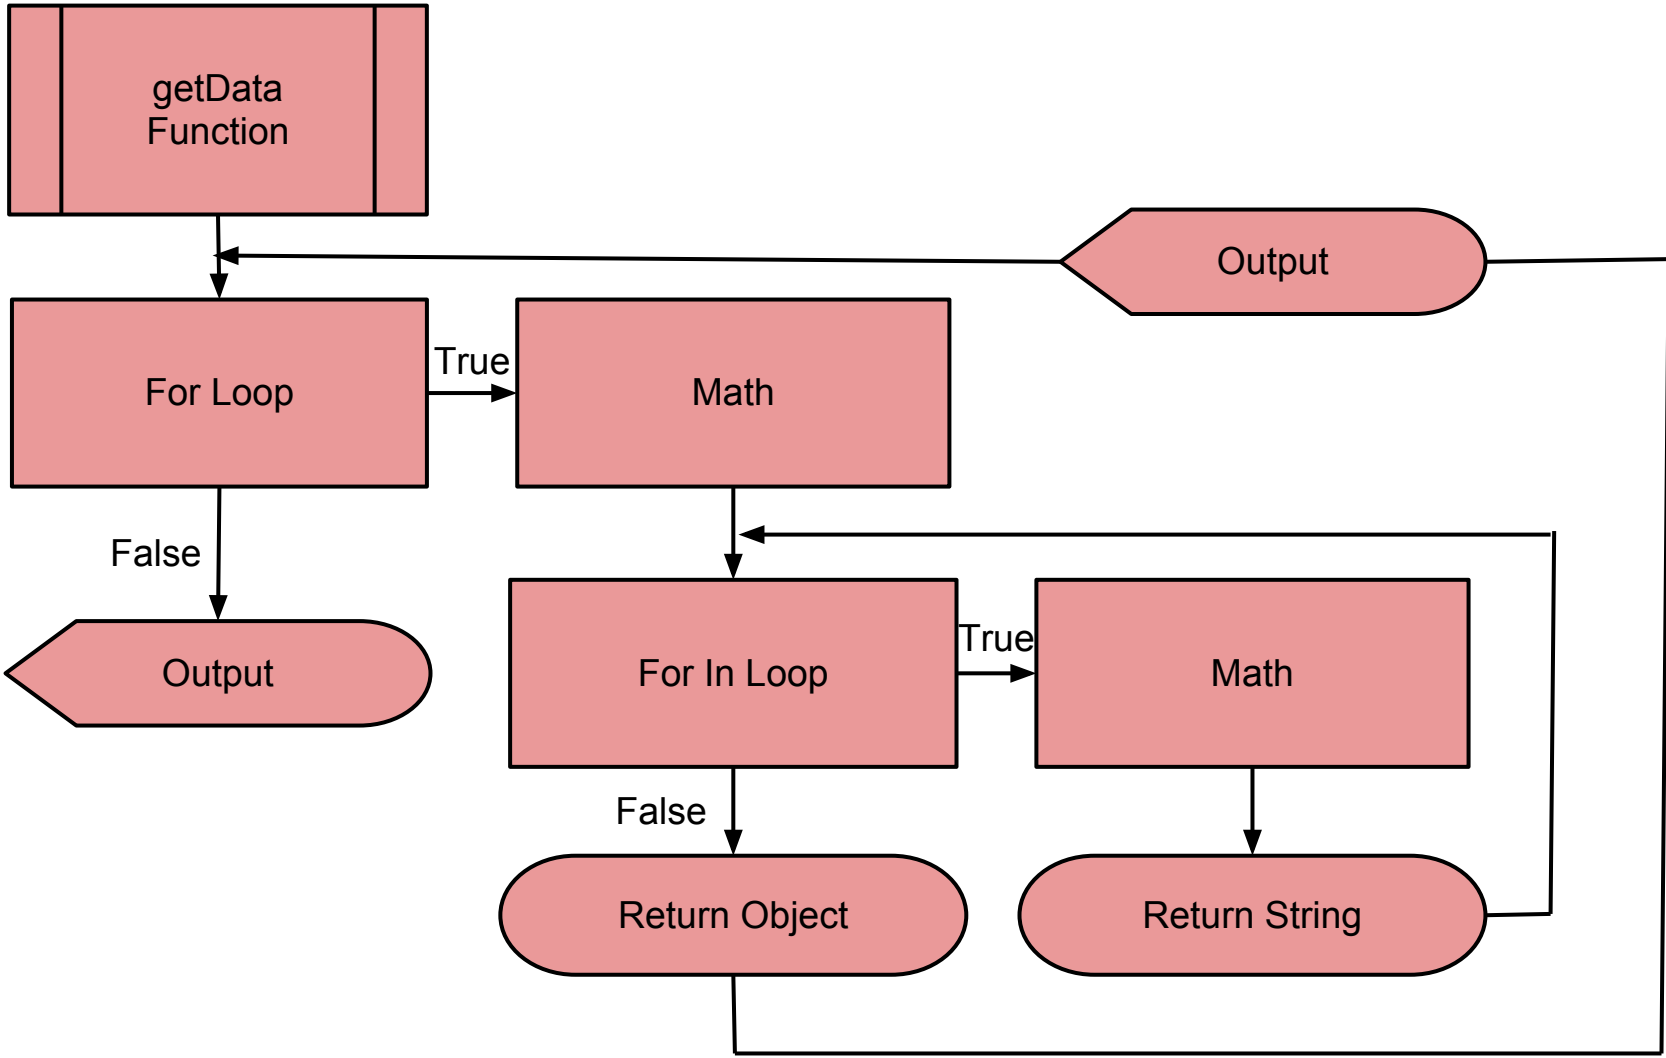 getData
Function
Output
For Loop
True
Math
False
Output
For In Loop
True
Math
False
Return Object
Return String